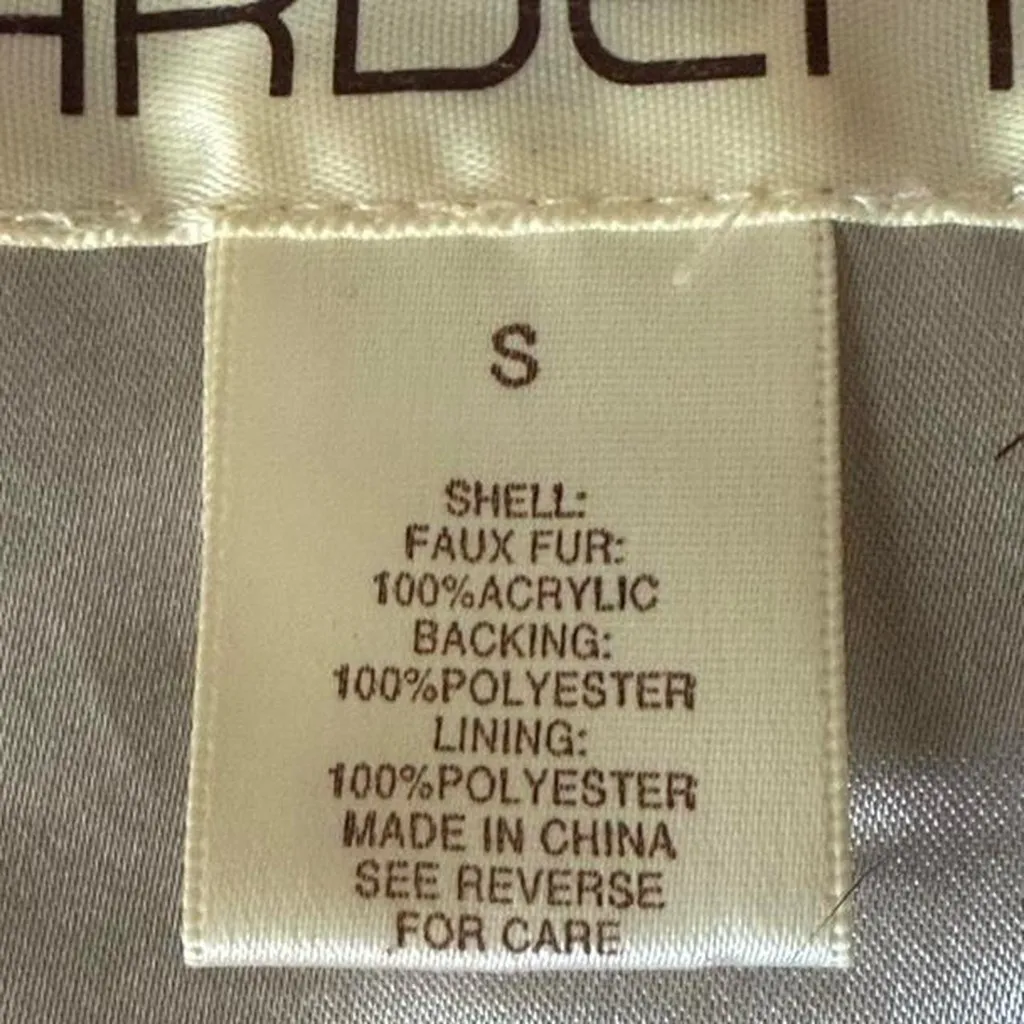 S
SHELL:
FAUX FUR:
100%ACRYLIC
BACKING:
100%POLYESTER
LINING:
100%POLYESTER
MADE IN CHINA
SEE REVERSE
FOR CARE